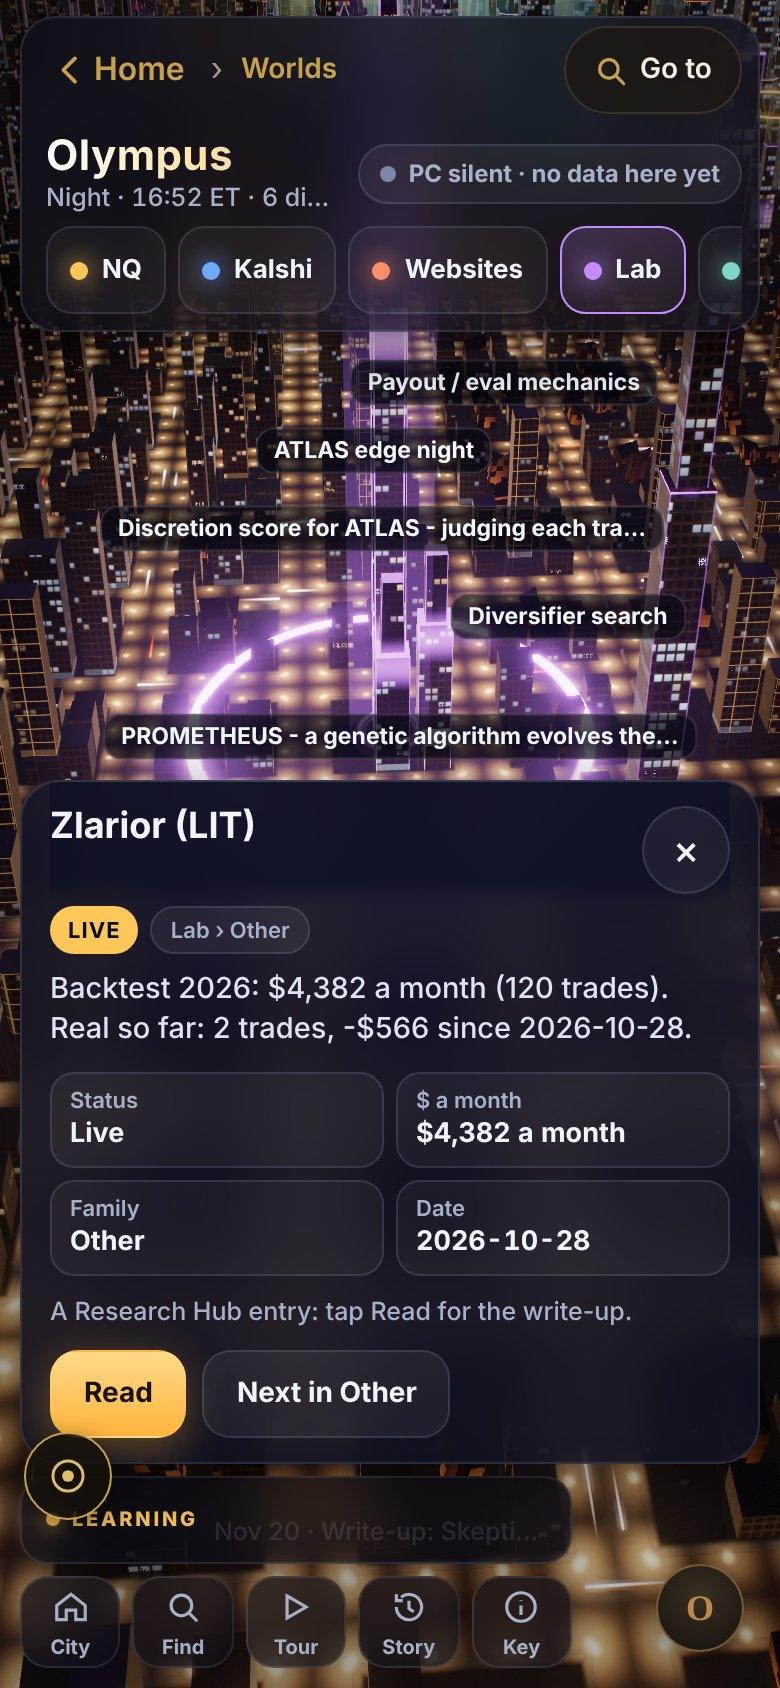 Home › Worlds
Go to
Olympus
Night · 16:52 ET · 6 di...
PC silent · no data here yet
NQ
Kalshi
Websites
Lab
Payout / eval mechanics
ATLAS edge night
Discretion score for ATLAS - judging each tra...
Diversifier search
PROMETHEUS - a genetic algorithm evolves the...
Zlarior (LIT)
×
LIVE
Lab › Other
Backtest 2026: $4,382 a month (120 trades).
Real so far: 2 trades, -$566 since 2026-10-28.
Status
Live
$ a month
$4,382 a month
Family
Other
Date
2026-10-28
A Research Hub entry: tap Read for the write-up.
Read
Next in Other
LEARNING
Nov 20 · Write-up: Skepti...
City
Find
Tour
Story
Key
O